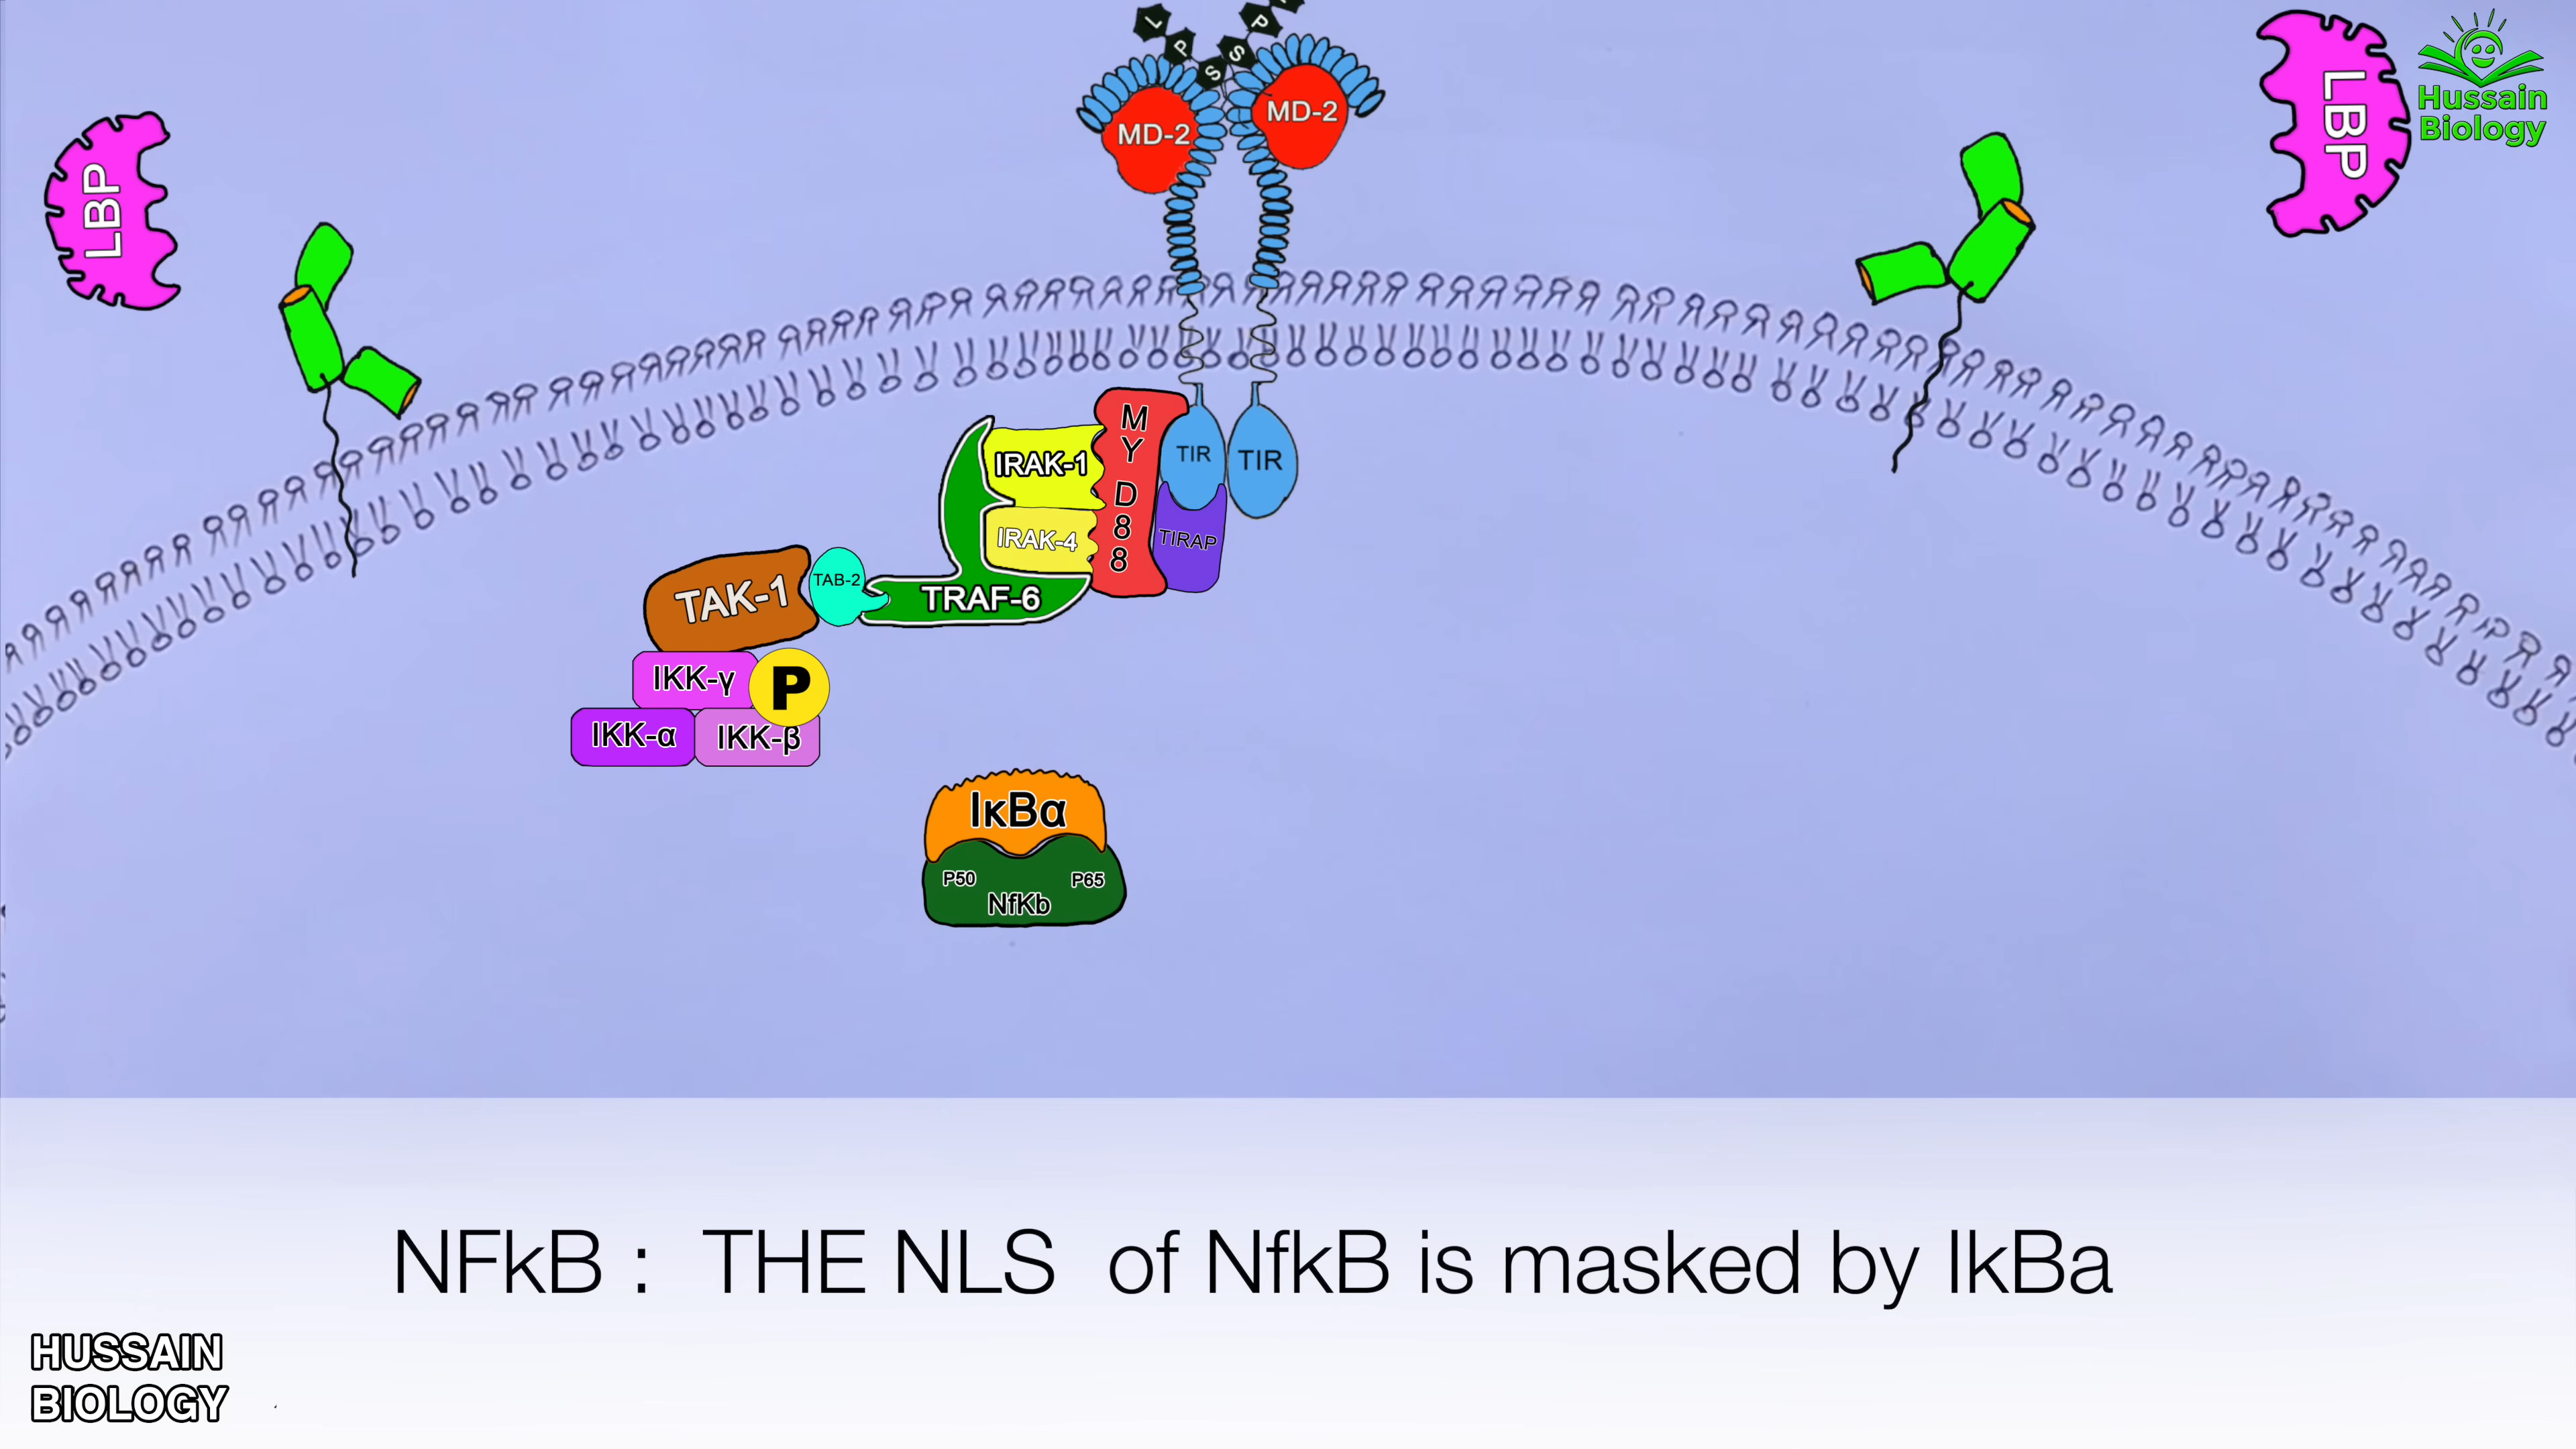 L
P
S
S
P
MD-2
MD-2
LBP
LBP
Hussain
Biology
MY D88
TIR
TIR
IRAK-1
IRAK-4
TIRAP
TAK-1
TAB-2
TRAF-6
IKK-γ
P
IKK-α
IKK-β
IκBα
P50
P65
NfKb
NFkB : THE NLS of NfkB is masked by IkBa
HUSSAIN
BIOLOGY